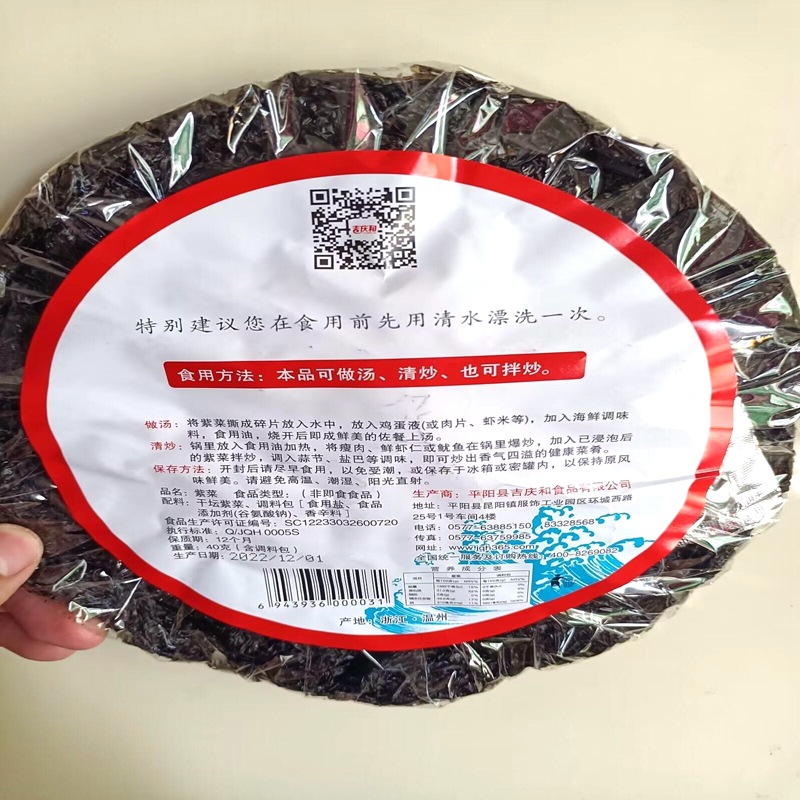 吉庆和
特别建议您在食用前先用清水漂洗一次。
食用方法：本品可做汤、清炒、也可拌炒。
做汤：将紫菜撕成碎片放入水中，放入鸡蛋液(或肉片、虾米等)，加入海鲜调味
料，食用油，烧开后即成鲜美的佐餐上汤。
清炒：锅里放入食用油加热，将瘦肉、鲜虾仁或鱿鱼在锅里爆炒，加入已浸泡后
的紫菜拌炒，调入蒜节、盐巴等调味，即可炒出香气四溢的健康菜肴。
保存方法：开封后请尽早食用，以免受潮，或保存于冰箱或密罐内，以保持原风
味鲜美。请避免高温、潮湿、阳光直射。
品名：紫菜 食品类型：(非即食食品)
配料：干坛紫菜、调料包［食用盐、食品
添加剂(谷氨酸钠)、香辛料］
食品生产许可证编号：SC12233032600720
执行标准：Q/JQH 0005S
保质期：12个月
重量：40克(含调料包)
生产日期：2022/12/01
生产商：平阳县吉庆和食品有限公司
地址：平阳县昆阳镇服饰工业园区环城西路
25号1号车间4楼
电话：0577-63885150 18328568
传真：0577-63759985
网址：www.jqh365.com
全国统一服务及订购热线：400-8269082
营养成分表
6 943936 000031
产地：浙江·温州